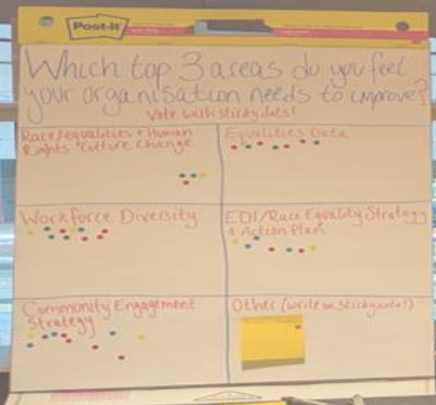 Post-it
Which top 3 areas do you feel
your organisation needs to improve?
Vote with sticky dots!
Race/equalities + Human
Rights Culture Change
Equalities Data
Workforce Diversity
EDI/Race Equality Strategy
+ Action Plan
Community Engagement
Strategy
Other (write on sticky note!)